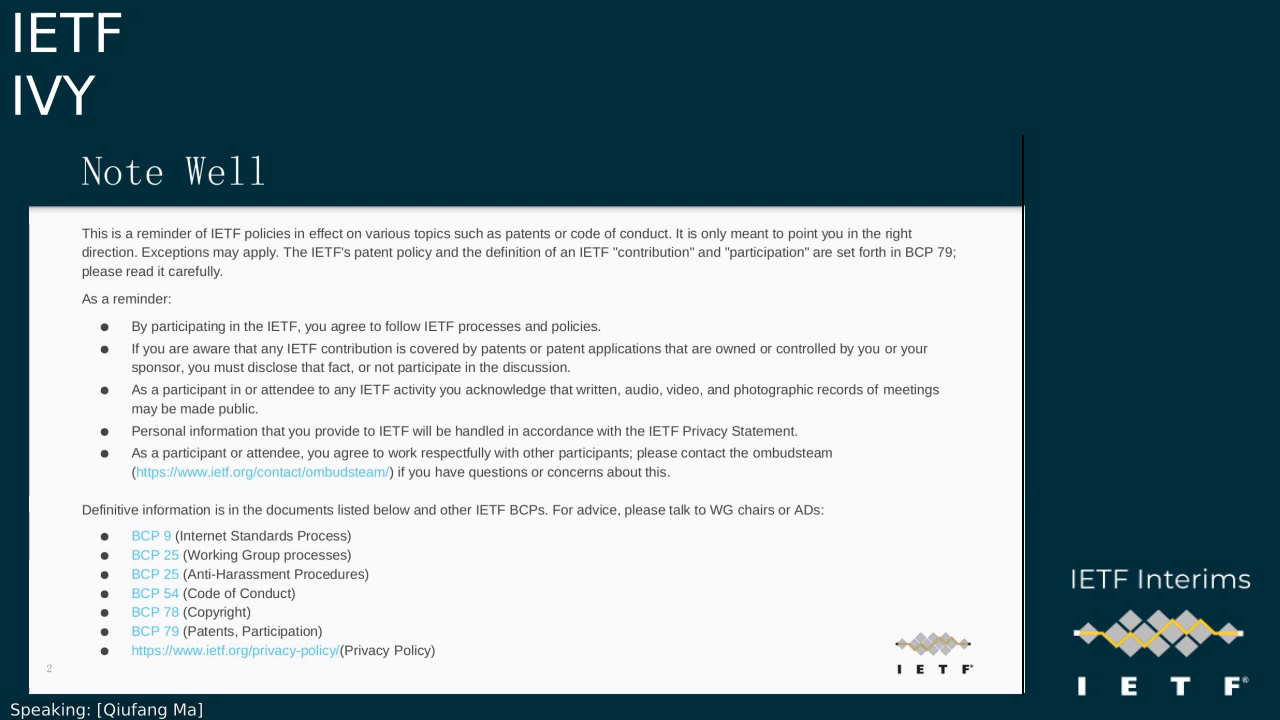 IETF
IVY
Note Well
This is a reminder of IETF policies in effect on various topics such as patents or code of conduct. It is only meant to point you in the right
direction. Exceptions may apply. The IETF's patent policy and the definition of an IETF "contribution" and "participation" are set forth in BCP 79;
please read it carefully.
As a reminder:
● By participating in the IETF, you agree to follow IETF processes and policies.
● If you are aware that any IETF contribution is covered by patents or patent applications that are owned or controlled by you or your
sponsor, you must disclose that fact, or not participate in the discussion.
● As a participant in or attendee to any IETF activity you acknowledge that written, audio, video, and photographic records of meetings
may be made public.
● Personal information that you provide to IETF will be handled in accordance with the IETF Privacy Statement.
● As a participant or attendee, you agree to work respectfully with other participants; please contact the ombudsteam
(https://www.ietf.org/contact/ombudsteam/) if you have questions or concerns about this.
Definitive information is in the documents listed below and other IETF BCPs. For advice, please talk to WG chairs or ADs:
● BCP 9 (Internet Standards Process)
● BCP 25 (Working Group processes)
● BCP 25 (Anti-Harassment Procedures)
● BCP 54 (Code of Conduct)
● BCP 78 (Copyright)
● BCP 79 (Patents, Participation)
● https://www.ietf.org/privacy-policy/(Privacy Policy)
2
I E T F®
IETF Interims
I E T F®
Speaking: [Qiufang Ma]